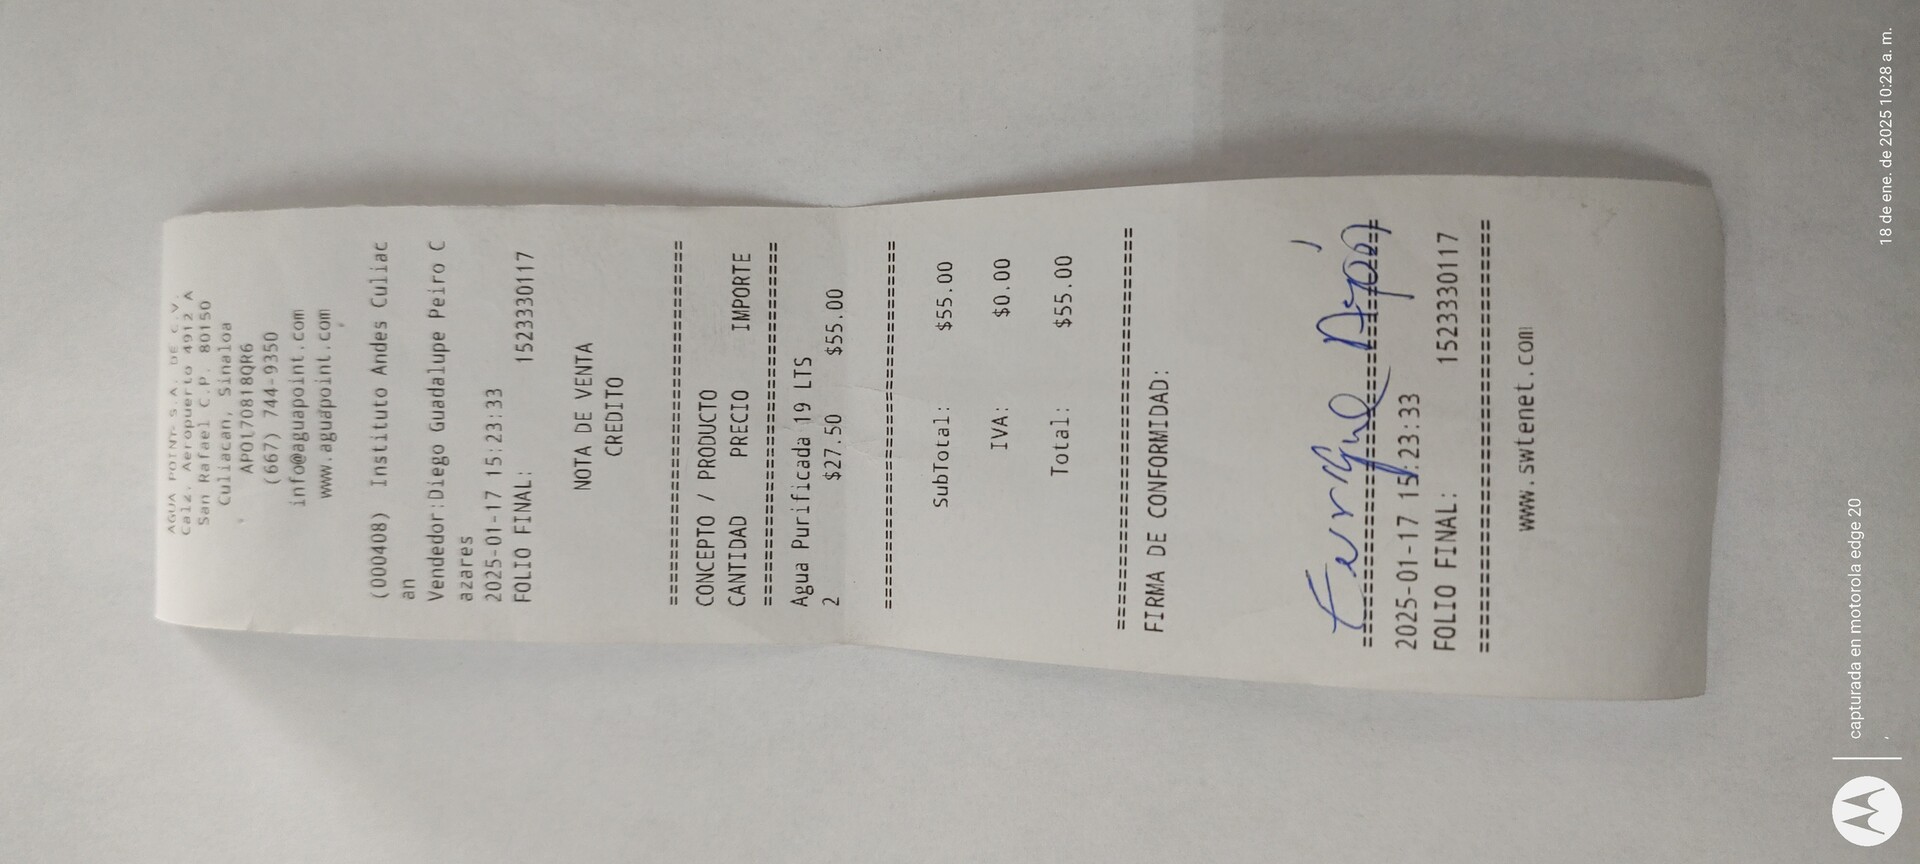 AGUA POINT S.A. DE C.V.
Calz. Aeropuerto 4912 A
San Rafael C.P. 80150
Culiacan, Sinaloa
APO170818QR6
(667) 744-9350
info@aguapoint.com
www.aguapoint.com
(000408) Instituto Andes Culiac
an
Vendedor:Diego Guadalupe Peiro C
azares
2025-01-17 15:23:33
FOLIO FINAL: 1523330117
NOTA DE VENTA
CREDITO
================================
CONCEPTO / PRODUCTO
CANTIDAD PRECIO IMPORTE
================================
Agua Purificada 19 LTS
2 $27.50 $55.00
================================
SubTotal: $55.00
IVA: $0.00
Total: $55.00
================================
FIRMA DE CONFORMIDAD:
================================
2025-01-17 15:23:33
FOLIO FINAL: 1523330117
================================
www.swtenet.com
capturada en motorola edge 20
18 de ene. de 2025 10:28 a. m.